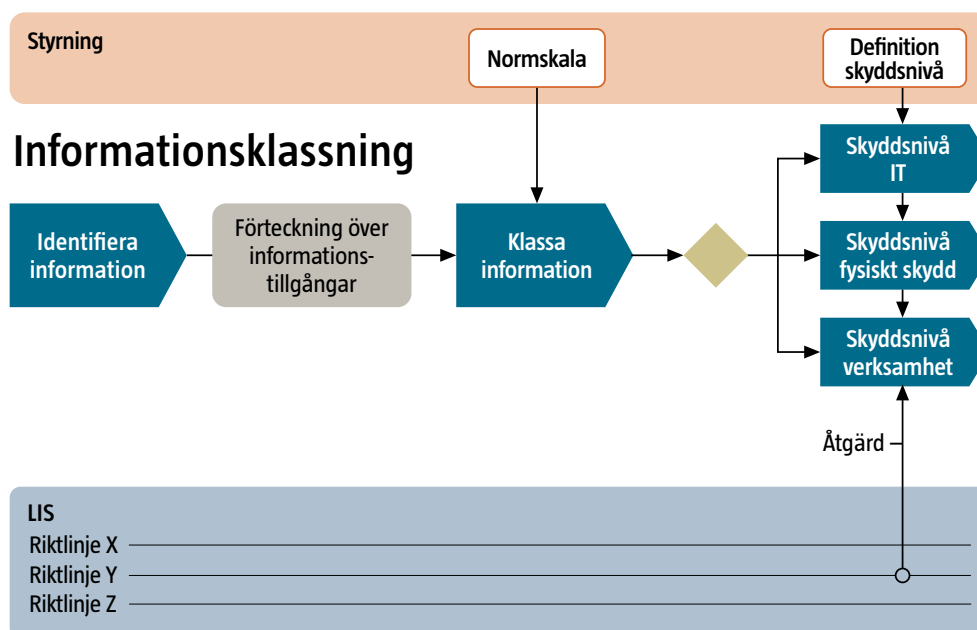 Styrning
Normskala
Definition
skyddsnivå
Informationsklassning
Identifiera
information
Förteckning över
informations-
tillgångar
Klassa
information
Skyddsnivå
IT
Skyddsnivå
fysiskt skydd
Skyddsnivå
verksamhet
Åtgärd
LIS
Riktlinje X
Riktlinje Y
Riktlinje Z